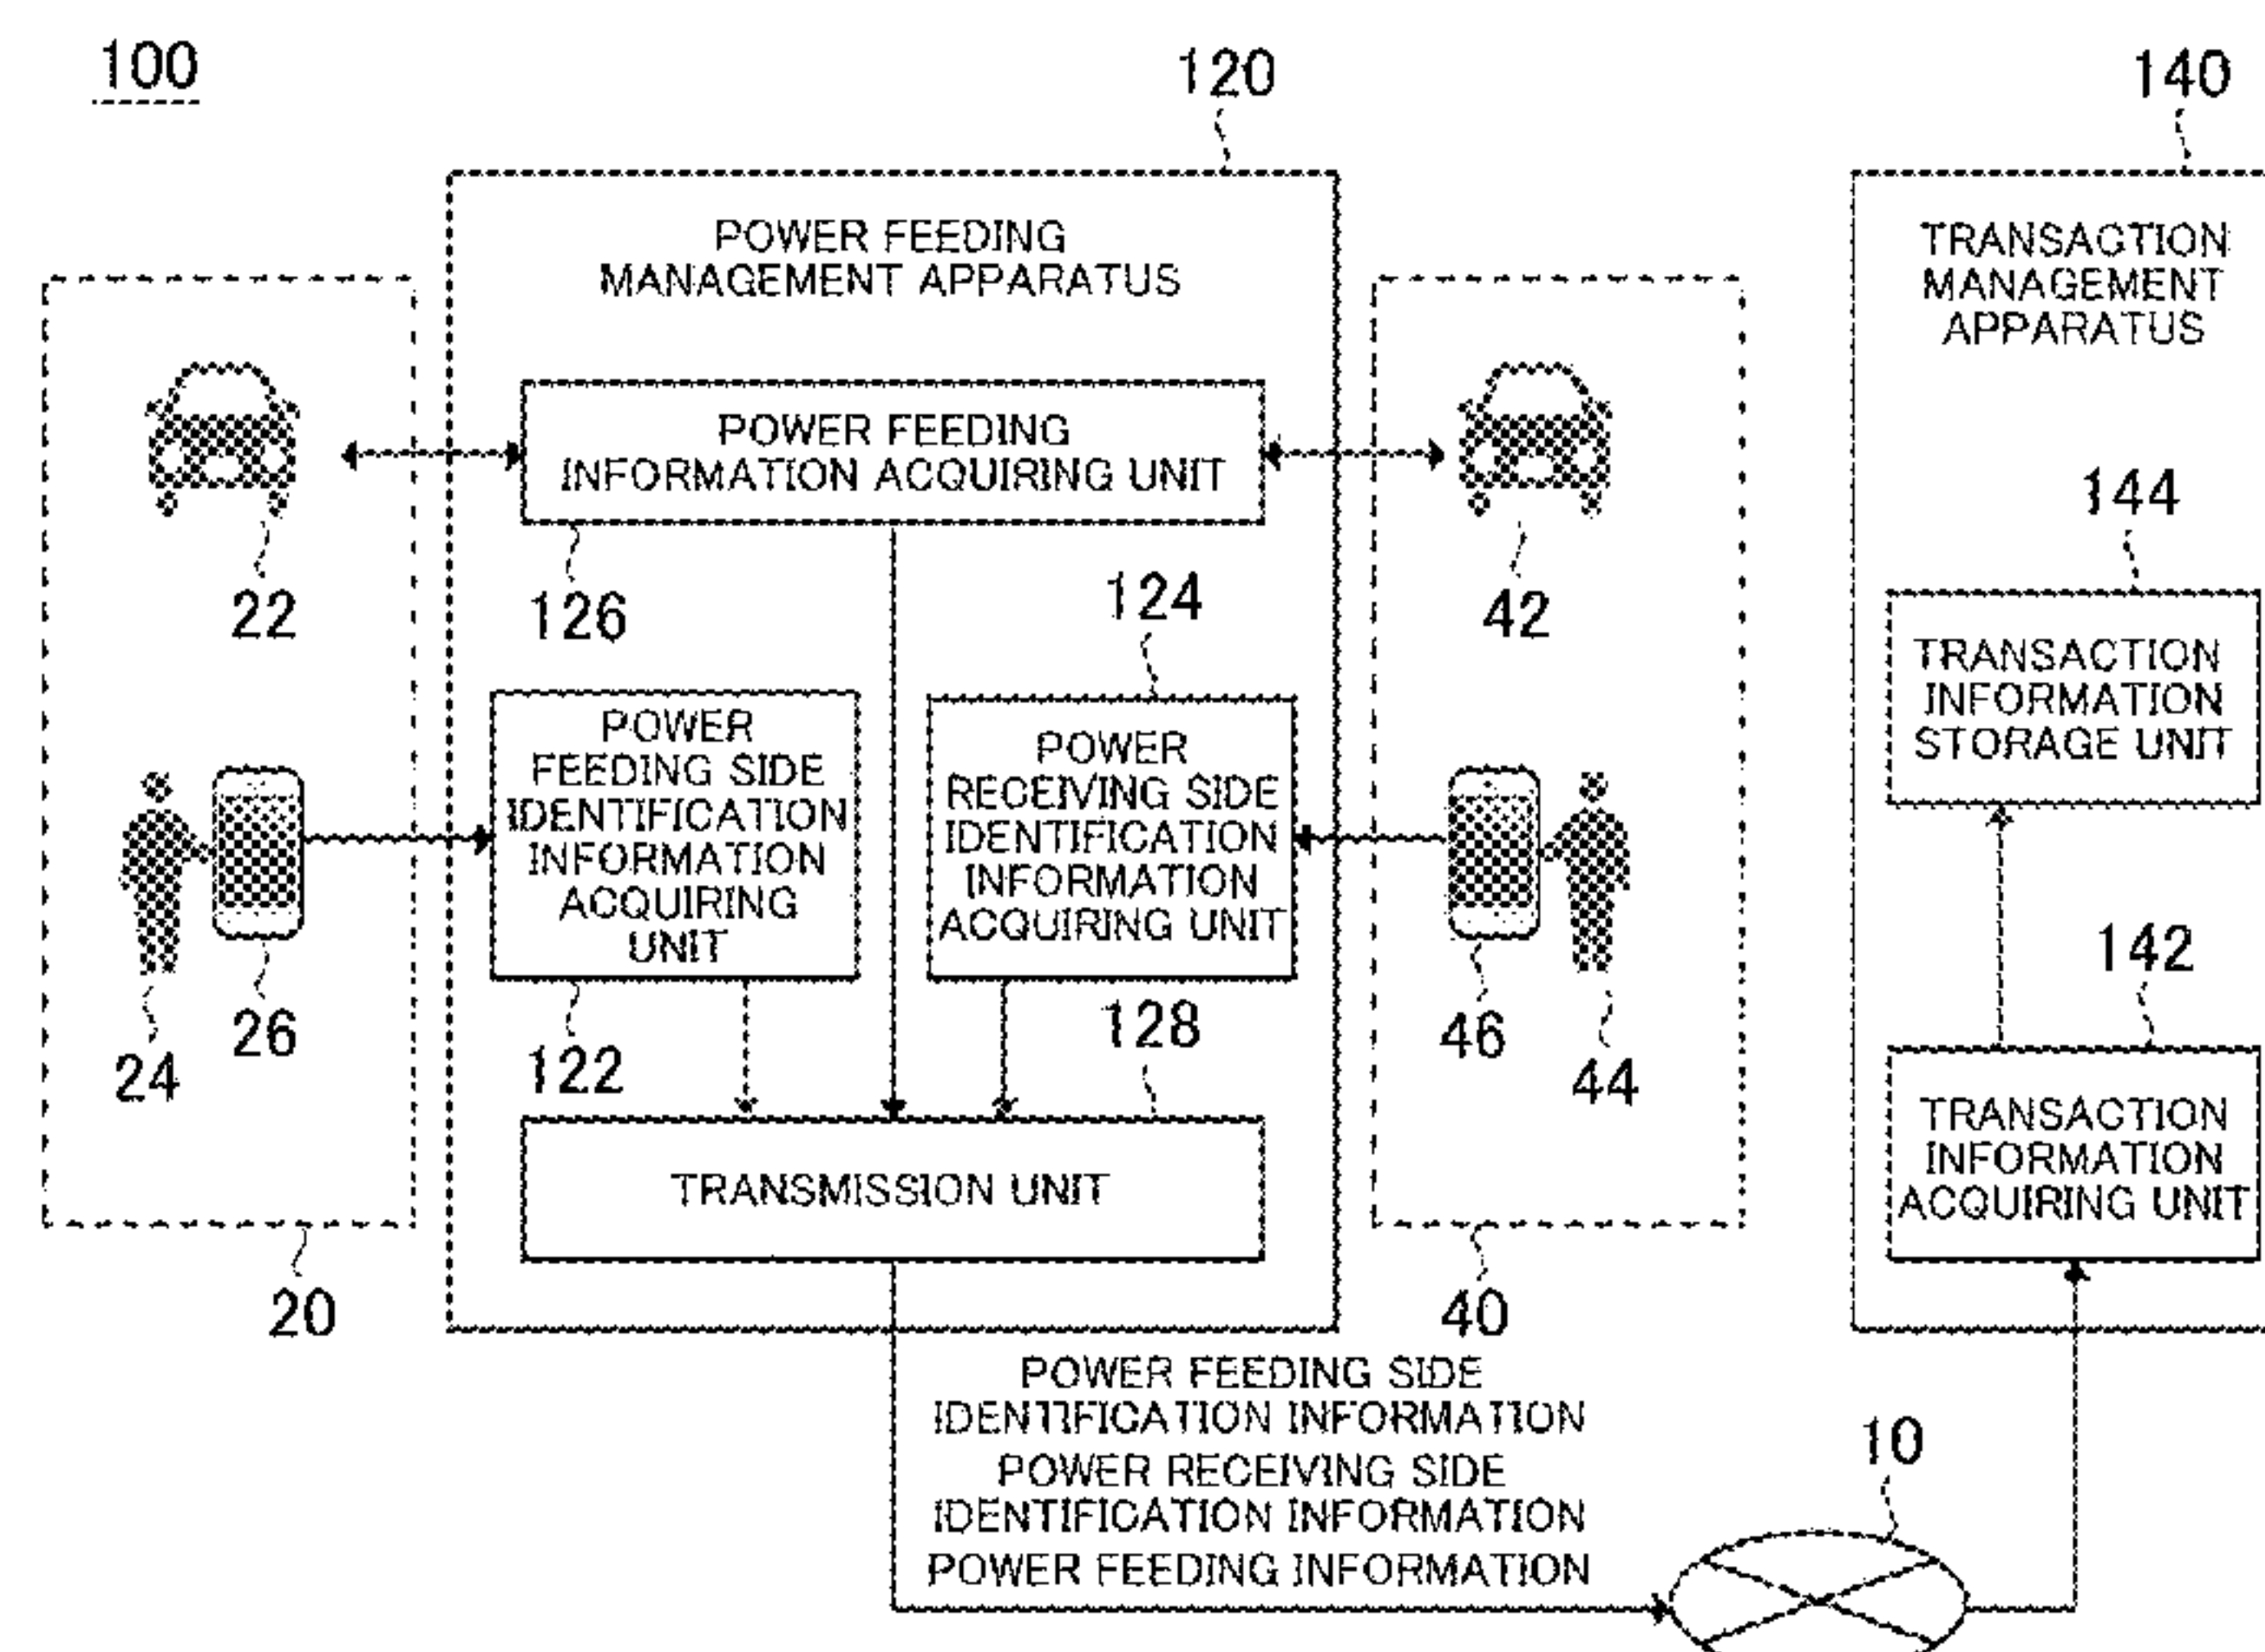 100
120
140
POWER FEEDING
MANAGEMENT APPARATUS
TRANSACTION
MANAGEMENT
APPARATUS
POWER FEEDING
INFORMATION ACQUIRING UNIT
22
126
124
42
144
TRANSACTION
INFORMATION
STORAGE UNIT
POWER
FEEDING SIDE
IDENTIFICATION
INFORMATION
ACQUIRING
UNIT
POWER
RECEIVING SIDE
IDENTIFICATION
INFORMATION
ACQUIRING UNIT
24
26
122
128
46
44
142
TRANSMISSION UNIT
TRANSACTION
INFORMATION
ACQUIRING UNIT
20
40
POWER FEEDING SIDE
IDENTIFICATION INFORMATION
POWER RECEIVING SIDE
IDENTIFICATION INFORMATION
POWER FEEDING INFORMATION
10